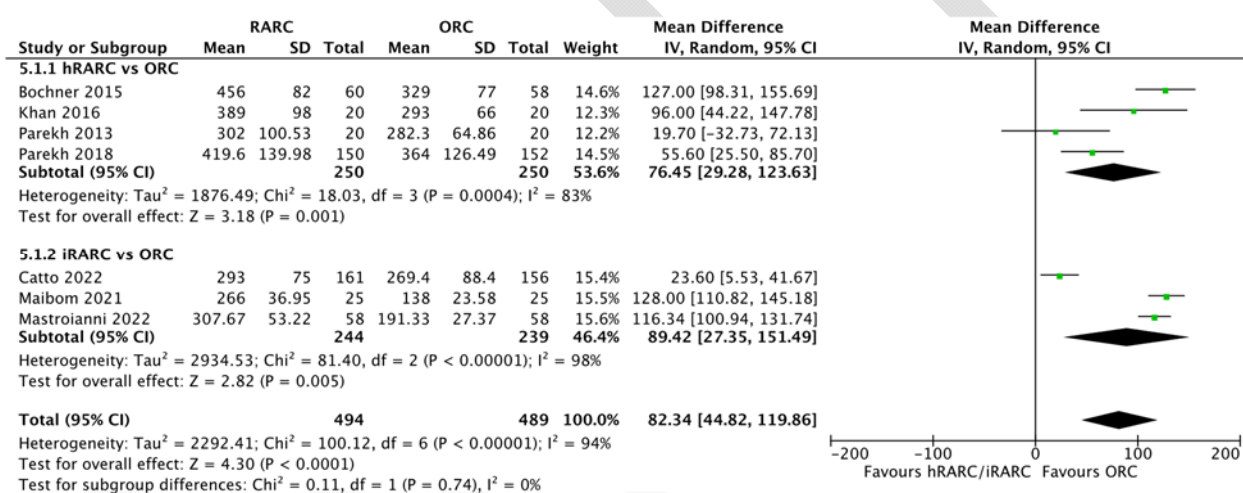 RARC ORC Mean Difference Mean Difference
Study or Subgroup Mean SD Total Mean SD Total Weight IV, Random, 95% CI IV, Random, 95% CI
5.1.1 hRARC vs ORC
Bochner 2015 456 82 60 329 77 58 14.6% 127.00 [98.31, 155.69]
Khan 2016 389 98 20 293 66 20 12.3% 96.00 [44.22, 147.78]
Parekh 2013 302 100.53 20 282.3 64.86 20 12.2% 19.70 [-32.73, 72.13]
Parekh 2018 419.6 139.98 150 364 126.49 152 14.5% 55.60 [25.50, 85.70]
Subtotal (95% CI) 250 250 53.6% 76.45 [29.28, 123.63]
Heterogeneity: Tau² = 1876.49; Chi² = 18.03, df = 3 (P = 0.0004); I² = 83%
Test for overall effect: Z = 3.18 (P = 0.001)
5.1.2 iRARC vs ORC
Catto 2022 293 75 161 269.4 88.4 156 15.4% 23.60 [5.53, 41.67]
Maibom 2021 266 36.95 25 138 23.58 25 15.5% 128.00 [110.82, 145.18]
Mastroianni 2022 307.67 53.22 58 191.33 27.37 58 15.6% 116.34 [100.94, 131.74]
Subtotal (95% CI) 244 239 46.4% 89.42 [27.35, 151.49]
Heterogeneity: Tau² = 2934.53; Chi² = 81.40, df = 2 (P < 0.00001); I² = 98%
Test for overall effect: Z = 2.82 (P = 0.005)
Total (95% CI) 494 489 100.0% 82.34 [44.82, 119.86]
Heterogeneity: Tau² = 2292.41; Chi² = 100.12, df = 6 (P < 0.00001); I² = 94%
Test for overall effect: Z = 4.30 (P < 0.0001)
Test for subgroup differences: Chi² = 0.11, df = 1 (P = 0.74), I² = 0%
-200 -100 0 100 200
Favours hRARC/iRARC Favours ORC